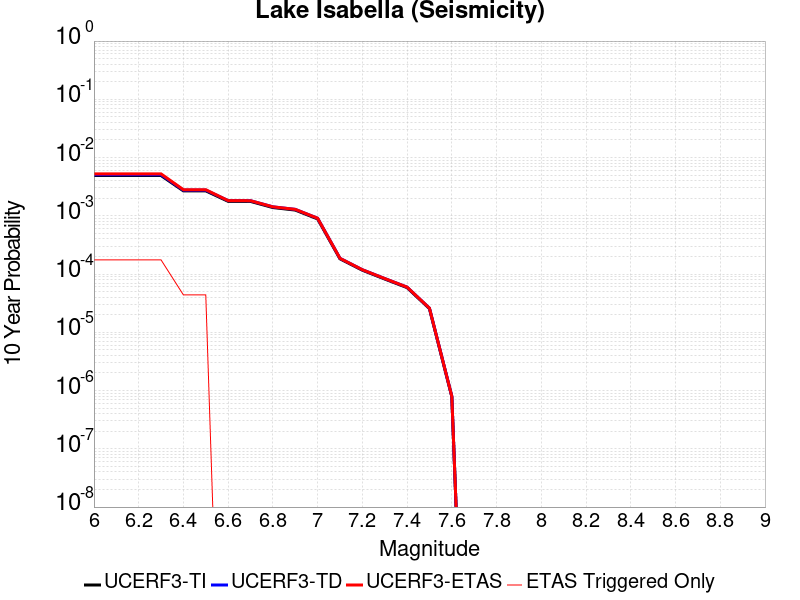 Lake Isabella (Seismicity)
10 0
10 -1
10 -2
10 -3
10 -4
10 -5
10 -6
10 -7
10 -8
10 Year Probability
6 6.2 6.4 6.6 6.8 7 7.2 7.4 7.6 7.8 8 8.2 8.4 8.6 8.8 9
Magnitude
UCERF3-TI UCERF3-TD UCERF3-ETAS ETAS Triggered Only